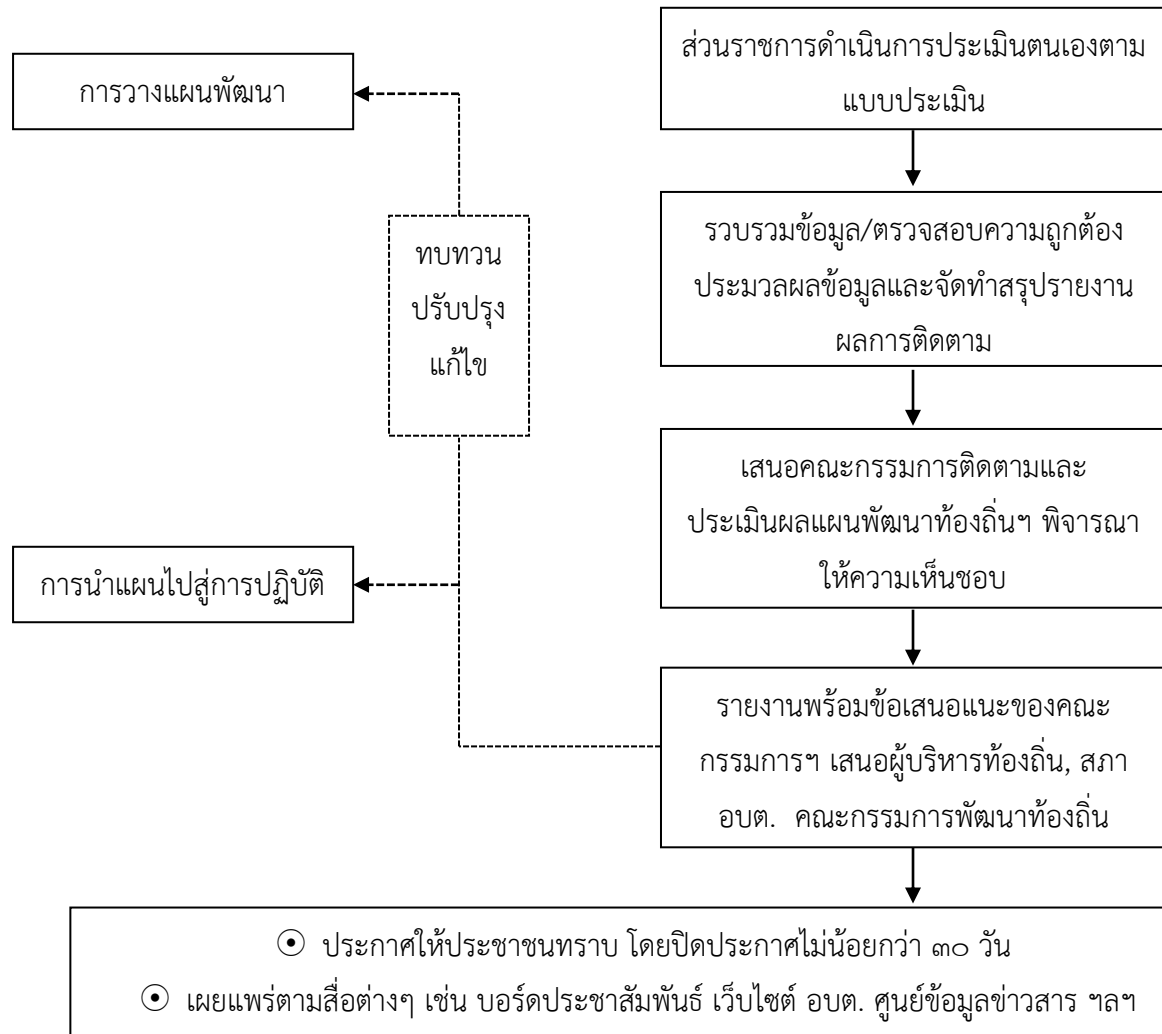 ส่วนราชการดำเนินการประเมินตนเองตาม
แบบประเมิน
การวางแผนพัฒนา
รวบรวมข้อมูล/ตรวจสอบความถูกต้อง
ประมวลผลข้อมูลและจัดทำสรุปรายงาน
ผลการติดตาม
ทบทวน
ปรับปรุง
แก้ไข
เสนอคณะกรรมการติดตามและ
ประเมินผลแผนพัฒนาท้องถิ่นฯ พิจารณา
ให้ความเห็นชอบ
การนำแผนไปสู่การปฏิบัติ
รายงานพร้อมข้อเสนอแนะของคณะ
กรรมการฯ เสนอผู้บริหารท้องถิ่น, สภา
อบต. คณะกรรมการพัฒนาท้องถิ่น
☉ ประกาศให้ประชาชนทราบ โดยปิดประกาศไม่น้อยกว่า ๓๐ วัน
☉ เผยแพร่ตามสื่อต่างๆ เช่น บอร์ดประชาสัมพันธ์ เว็บไซต์ อบต. ศูนย์ข้อมูลข่าวสาร ฯลฯ